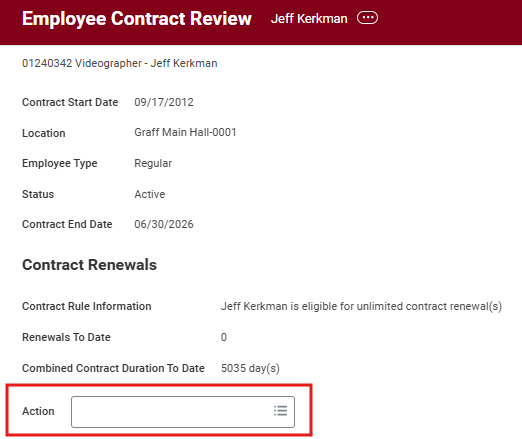 Employee Contract Review Jeff Kerkman
01240342 Videographer - Jeff Kerkman
Contract Start Date 09/17/2012
Location Graff Main Hall-0001
Employee Type Regular
Status Active
Contract End Date 06/30/2026
Contract Renewals
Contract Rule Information Jeff Kerkman is eligible for unlimited contract renewal(s)
Renewals To Date 0
Combined Contract Duration To Date 5035 day(s)
Action